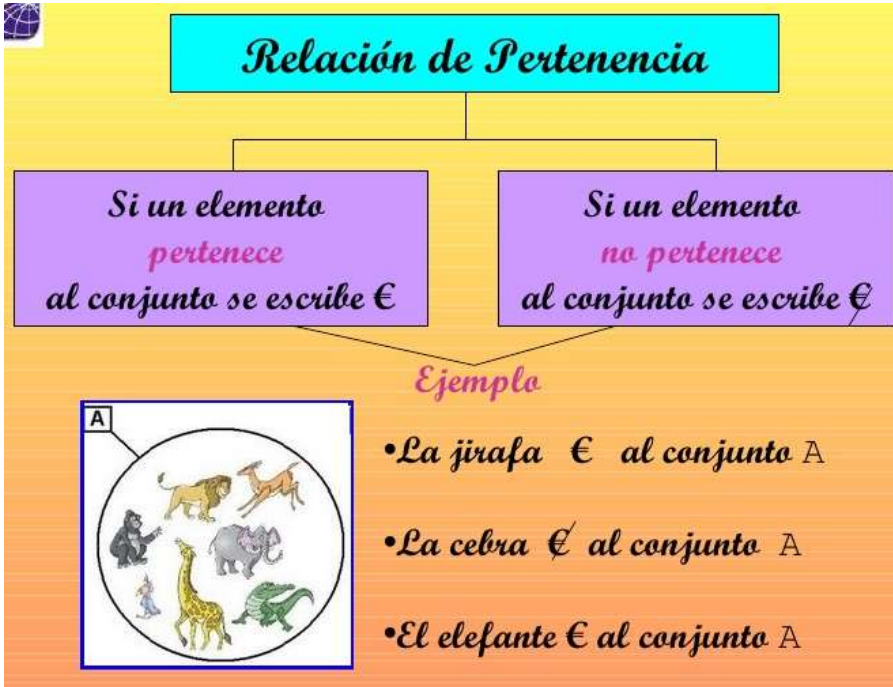 Relación de Pertenencia
Si un elemento
pertenece
al conjunto se escribe €
Si un elemento
no pertenece
al conjunto se escribe €̸
Ejemplo
A
•La jirafa € al conjunto A
•La cebra €̸ al conjunto A
•El elefante € al conjunto A